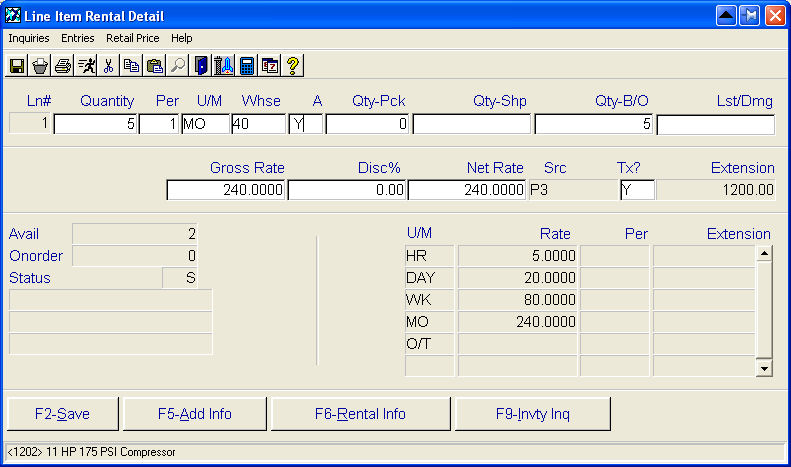 Line Item Rental Detail
Inquiries Entries Retail Price Help
Ln# Quantity Per U/M Whse A Qty-Pck Qty-Shp Qty-B/O Lst/Dmg
1 5 1 MO 40 Y 0 5
Gross Rate Disc% Net Rate Src Tx? Extension
240.0000 0.00 240.0000 P3 Y 1200.00
Avail 2
Onorder 0
Status S
U/M Rate Per Extension
HR 5.0000
DAY 20.0000
WK 80.0000
MO 240.0000
O/T
F2-Save F5-Add Info F6-Rental Info F9-Invty Inq
<1202> 11 HP 175 PSI Compressor